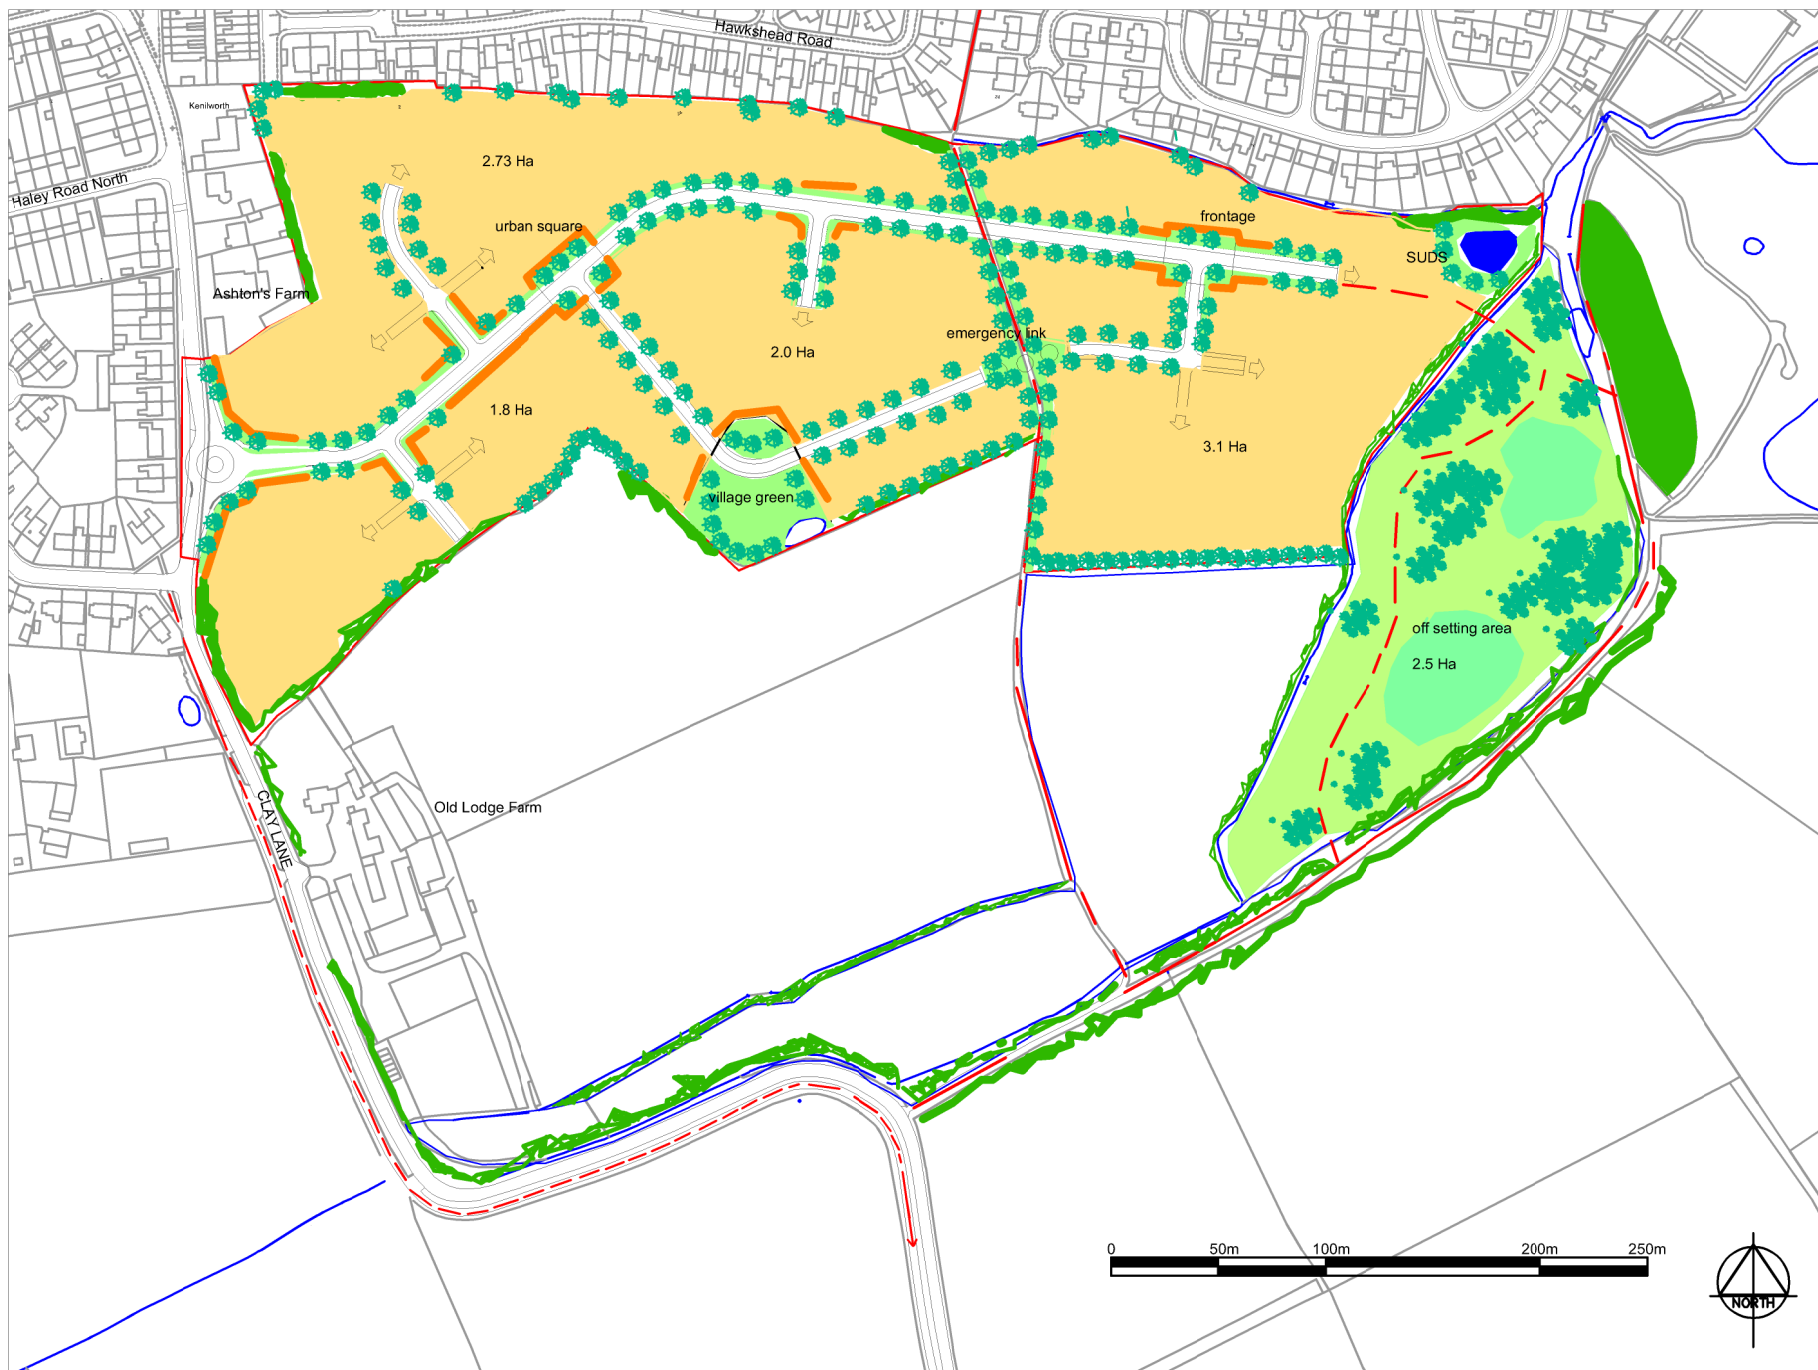 Hawkshead Road
Kenilworth
2.73 Ha
Haley Road North
urban square
frontage
SUDS
Ashton's Farm
emergency link
2.0 Ha
1.8 Ha
3.1 Ha
village green
off setting area
2.5 Ha
Old Lodge Farm
CLAY LANE
0 50m 100m 200m 250m
NORTH